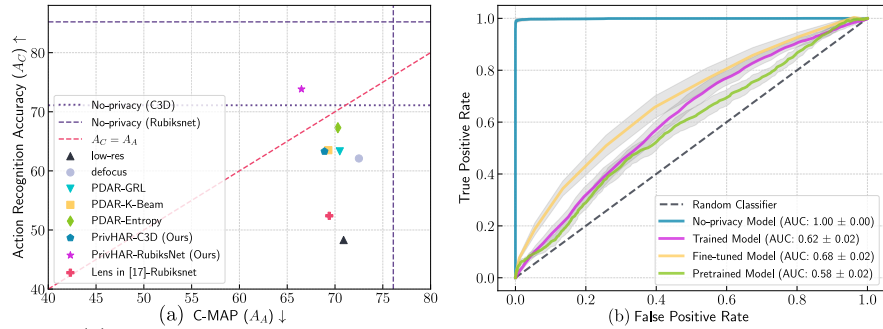 Action Recognition Accuracy (A_C) ↑
80
70
60
50
40
No-privacy (C3D)
No-privacy (Rubiksnet)
A_C = A_A
low-res
defocus
PDAR-GRL
PDAR-K-Beam
PDAR-Entropy
PrivHAR-C3D (Ours)
PrivHAR-RubiksNet (Ours)
Lens in [17]-Rubiksnet
40 45 50 55 60 65 70 75 80
(a) C-MAP (A_A) ↓
True Positive Rate
1.0
0.8
0.6
0.4
0.2
0.0
Random Classifier
No-privacy Model (AUC: 1.00 ± 0.00)
Trained Model (AUC: 0.62 ± 0.02)
Fine-tuned Model (AUC: 0.68 ± 0.02)
Pretrained Model (AUC: 0.58 ± 0.02)
0.0 0.2 0.4 0.6 0.8 1.0
(b) False Positive Rate